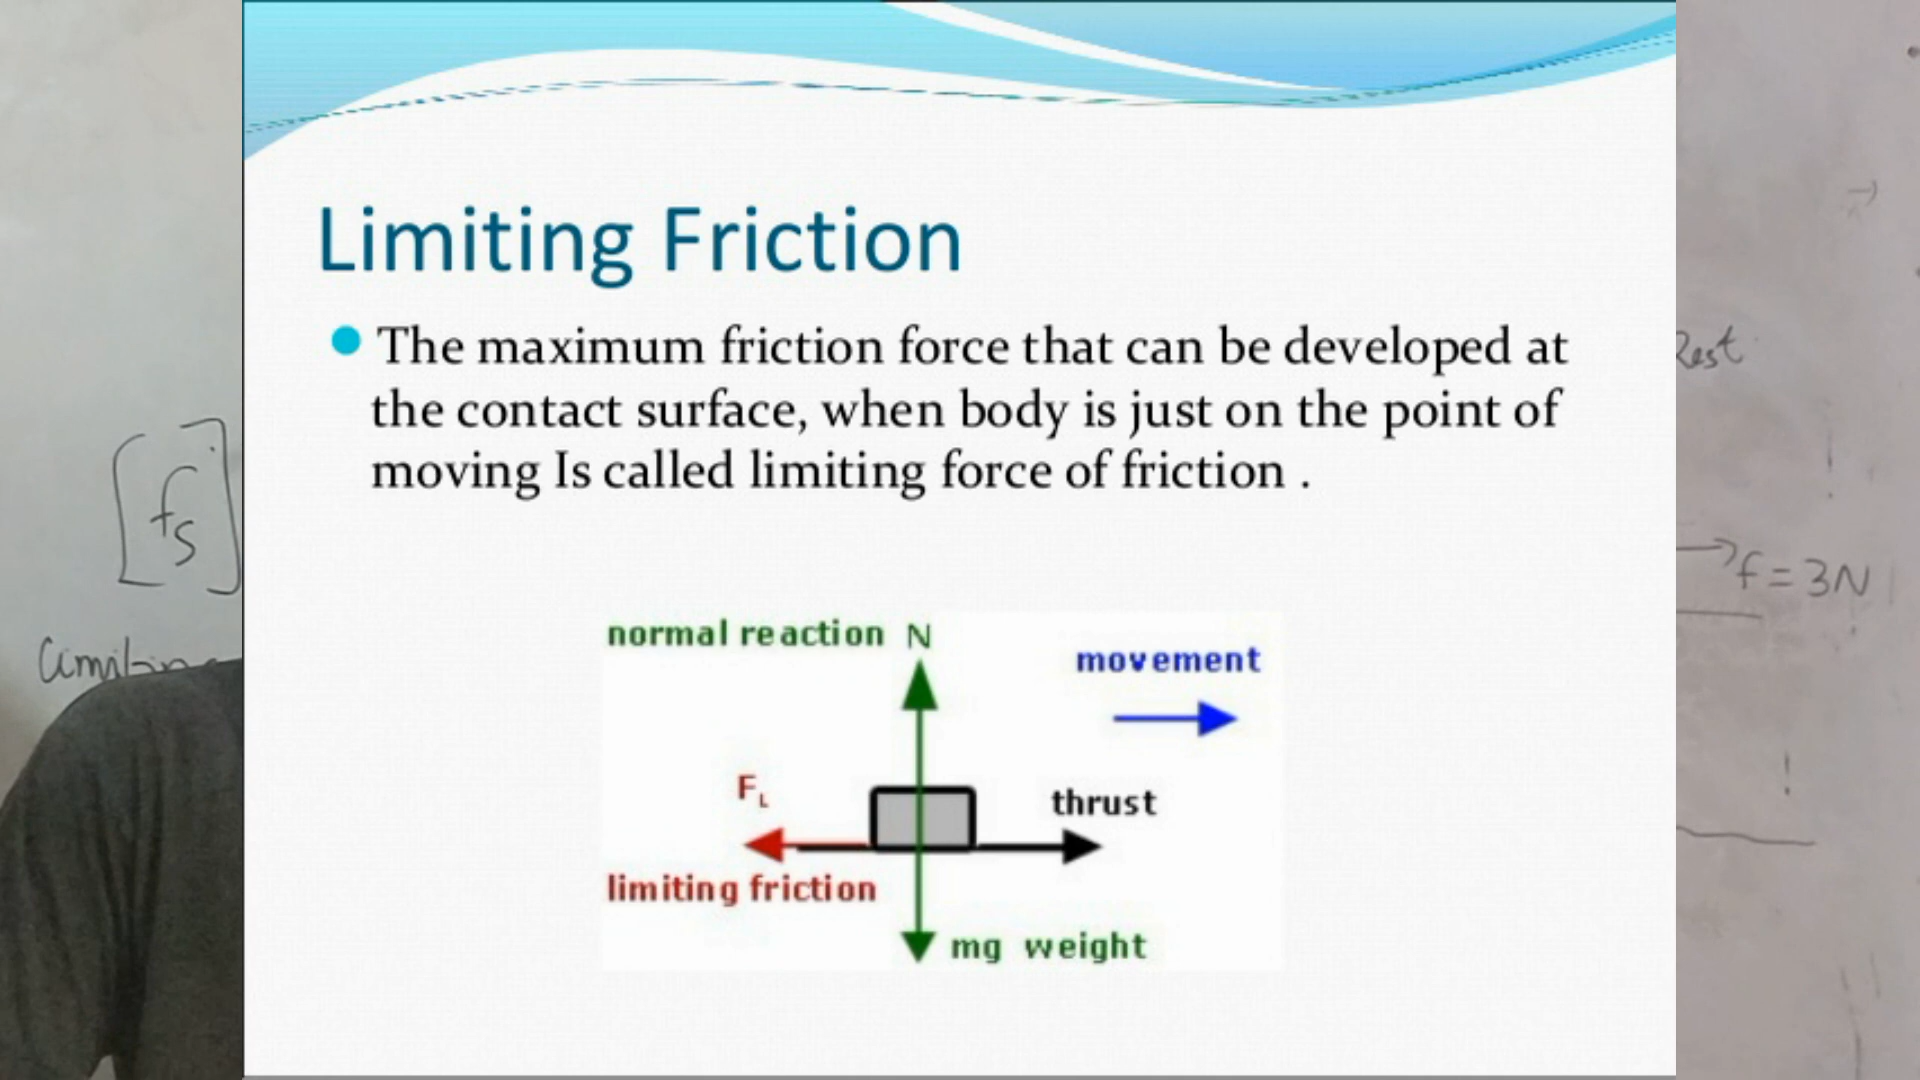 Limiting Friction
The maximum friction force that can be developed at
the contact surface, when body is just on the point of
moving Is called limiting force of friction .
normal reaction N
movement
F_L
thrust
limiting friction
mg weight
[fs]
Rest
f = 3N